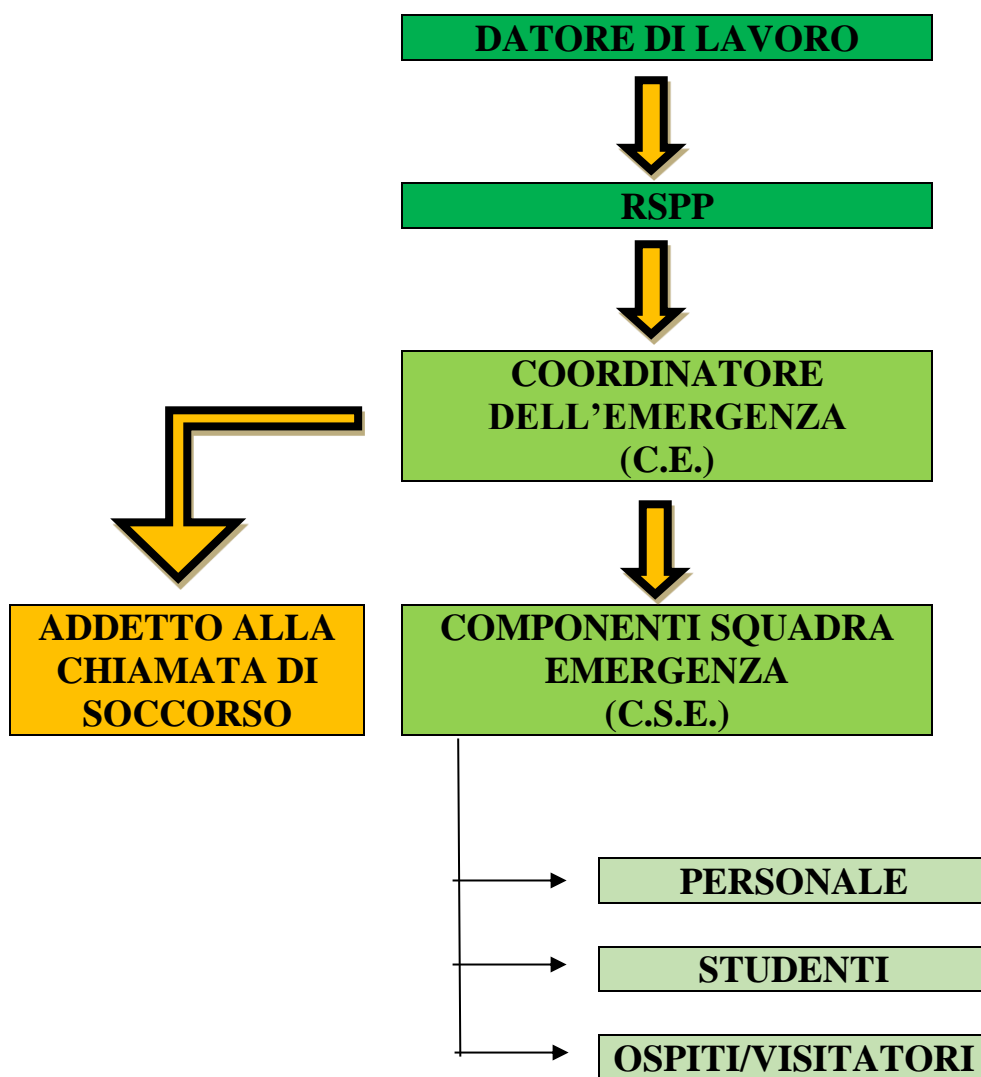 DATORE DI LAVORO
RSPP
COORDINATORE
DELL’EMERGENZA
(C.E.)
ADDETTO ALLA
CHIAMATA DI
SOCCORSO
COMPONENTI SQUADRA
EMERGENZA
(C.S.E.)
PERSONALE
STUDENTI
OSPITI/VISITATORI